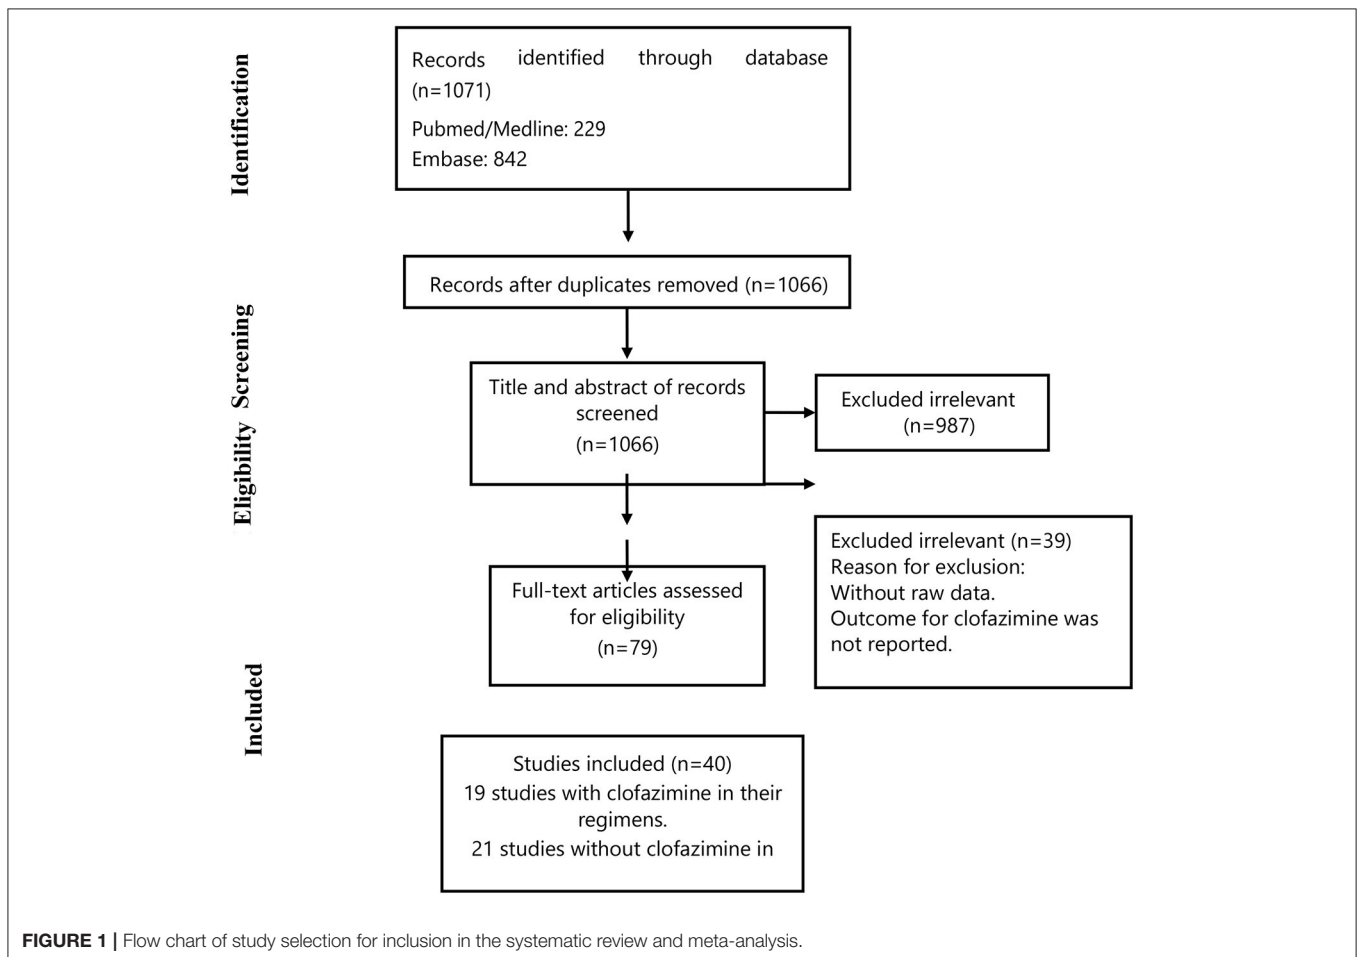 Identification
Records identified through database
(n=1071)
Pubmed/Medline: 229
Embase: 842
Records after duplicates removed (n=1066)
Screening
Title and abstract of records
screened
(n=1066)
Excluded irrelevant
(n=987)
Eligibility
Full-text articles assessed
for eligibility
(n=79)
Excluded irrelevant (n=39)
Reason for exclusion:
Without raw data.
Outcome for clofazimine was
not reported.
Included
Studies included (n=40)
19 studies with clofazimine in their
regimens.
21 studies without clofazimine in
FIGURE 1 | Flow chart of study selection for inclusion in the systematic review and meta-analysis.